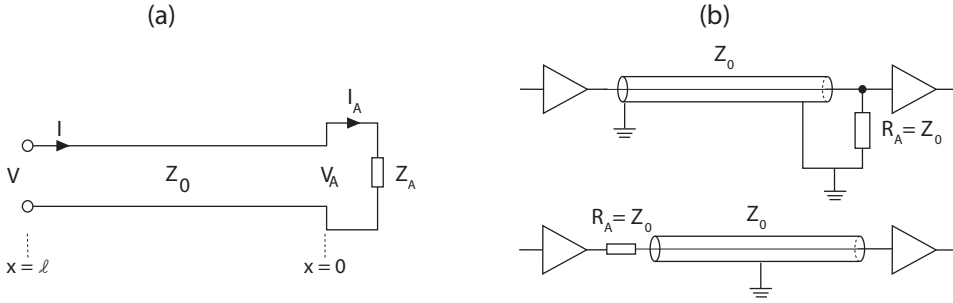 (a)
I
I_A
V
Z_0
V_A
Z_A
x = ℓ
x = 0
(b)
Z_0
R_A = Z_0
R_A = Z_0
Z_0